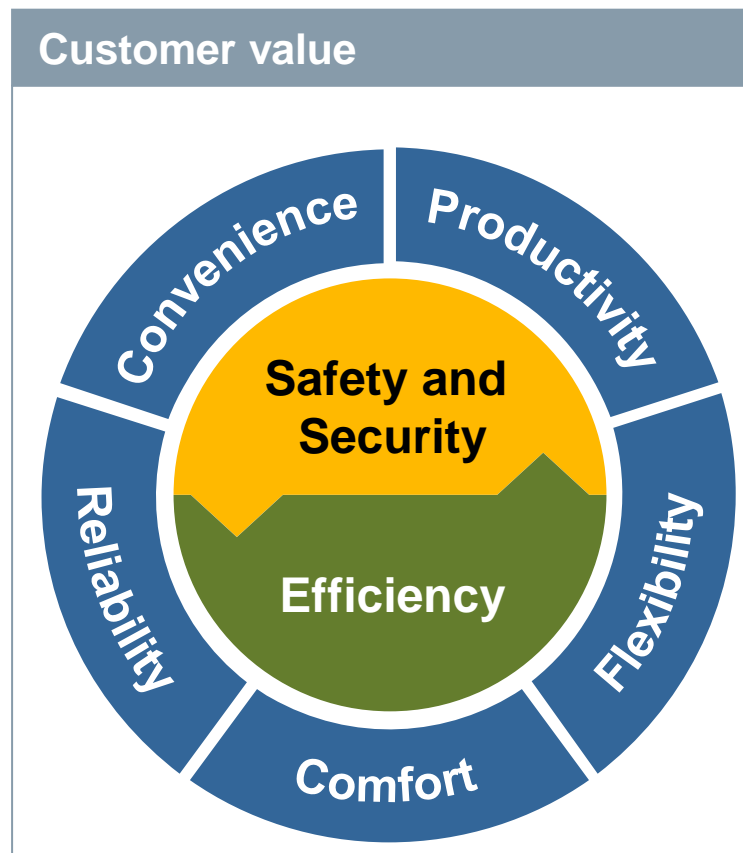 Customer value
Convenience
Productivity
Safety and
Security
Reliability
Flexibility
Efficiency
Comfort